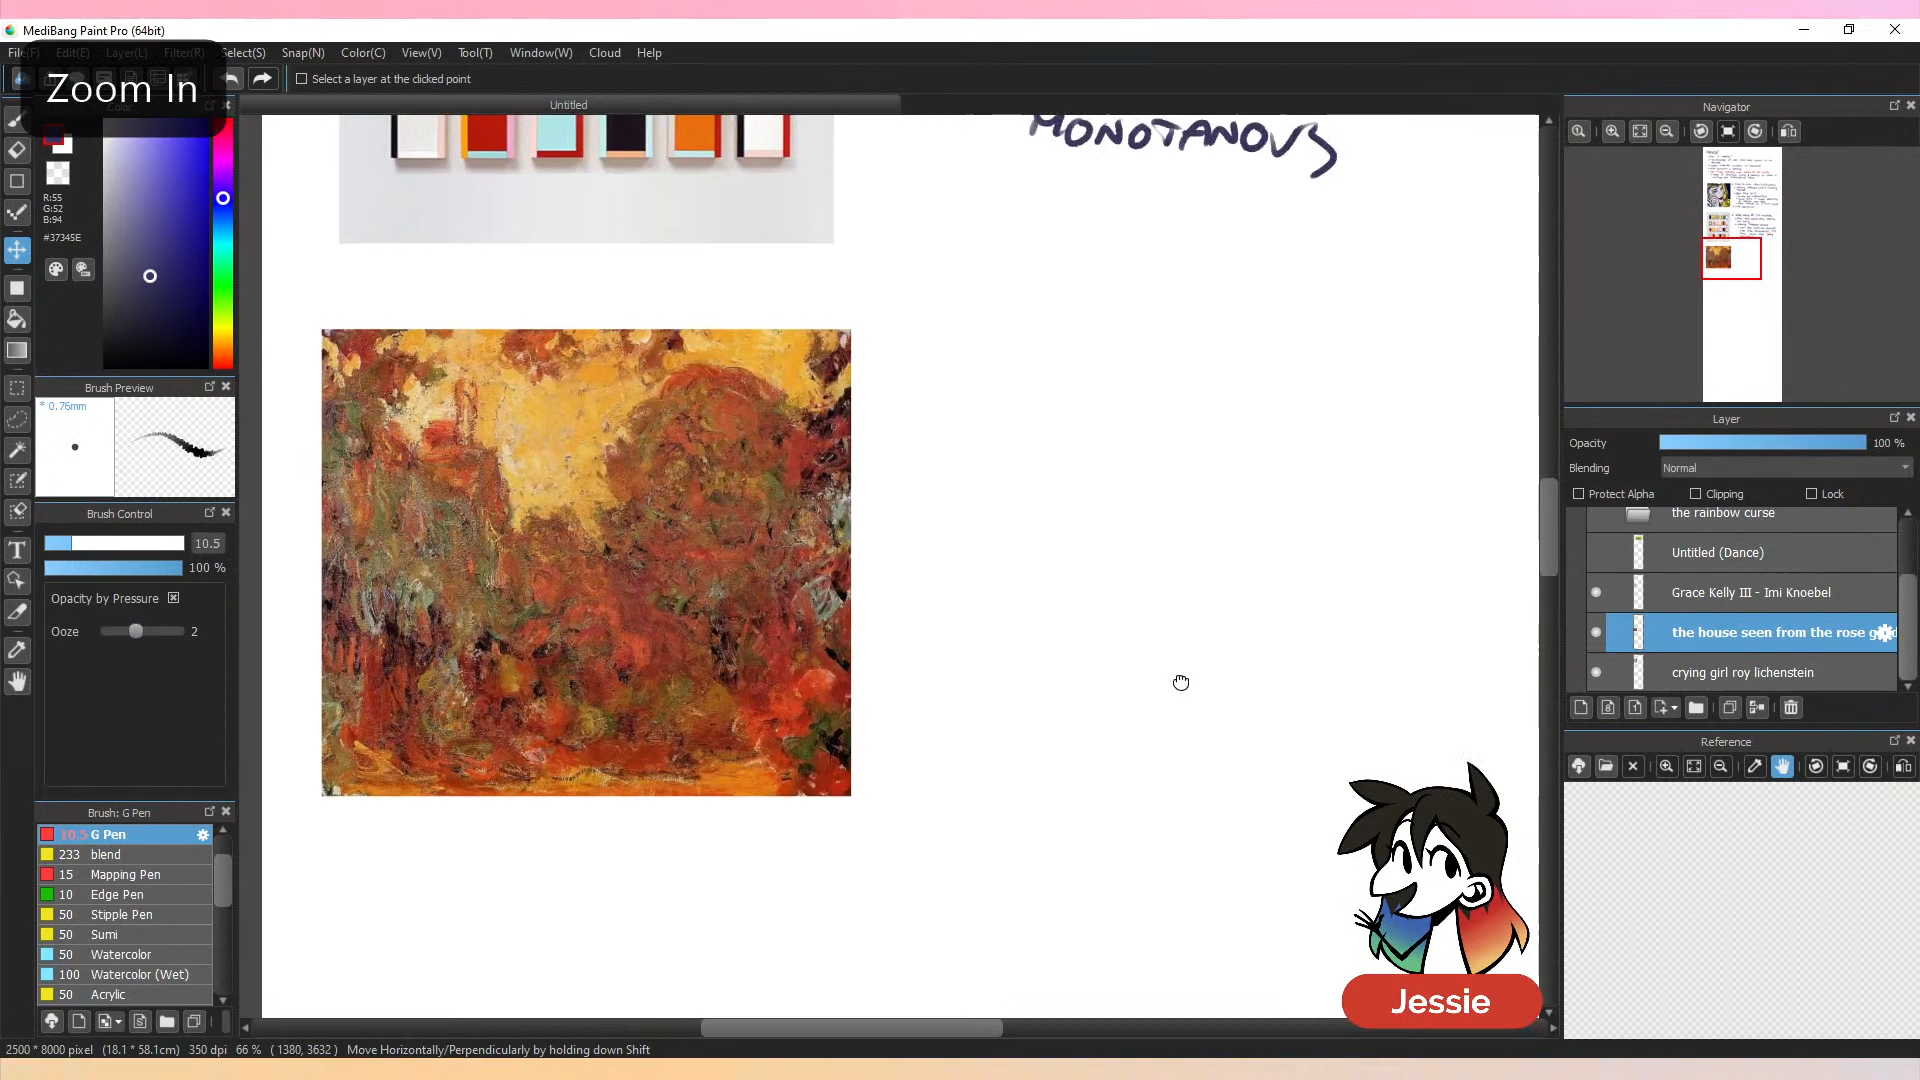 MediBang Paint Pro (64bit)
File(F) Edit(E) Layer(L) Filter(R) Select(S) Snap(N) Color(C) View(V) Tool(T) Window(W) Cloud Help
Zoom In
Select a layer at the clicked point
Color
Untitled
R:55
G:52
B:94
#37345E
Brush Preview
* 0.76mm
Brush Control
10.5
100 %
Opacity by Pressure
Ooze 2
Brush: G Pen
10.5 G Pen
233 blend
15 Mapping Pen
10 Edge Pen
50 Stipple Pen
50 Sumi
50 Watercolor
100 Watercolor (Wet)
50 Acrylic
MONOTANOUS
Jessie
Navigator
Layer
Opacity 100 %
Blending Normal
Protect Alpha Clipping Lock
the rainbow curse
Untitled (Dance)
Grace Kelly III - Imi Knoebel
the house seen from the rose
crying girl roy lichenstein
Reference
2500 * 8000 pixel (18.1 * 58.1cm) 350 dpi 66 % ( 1380, 3632 ) Move Horizontally/Perpendicularly by holding down Shift